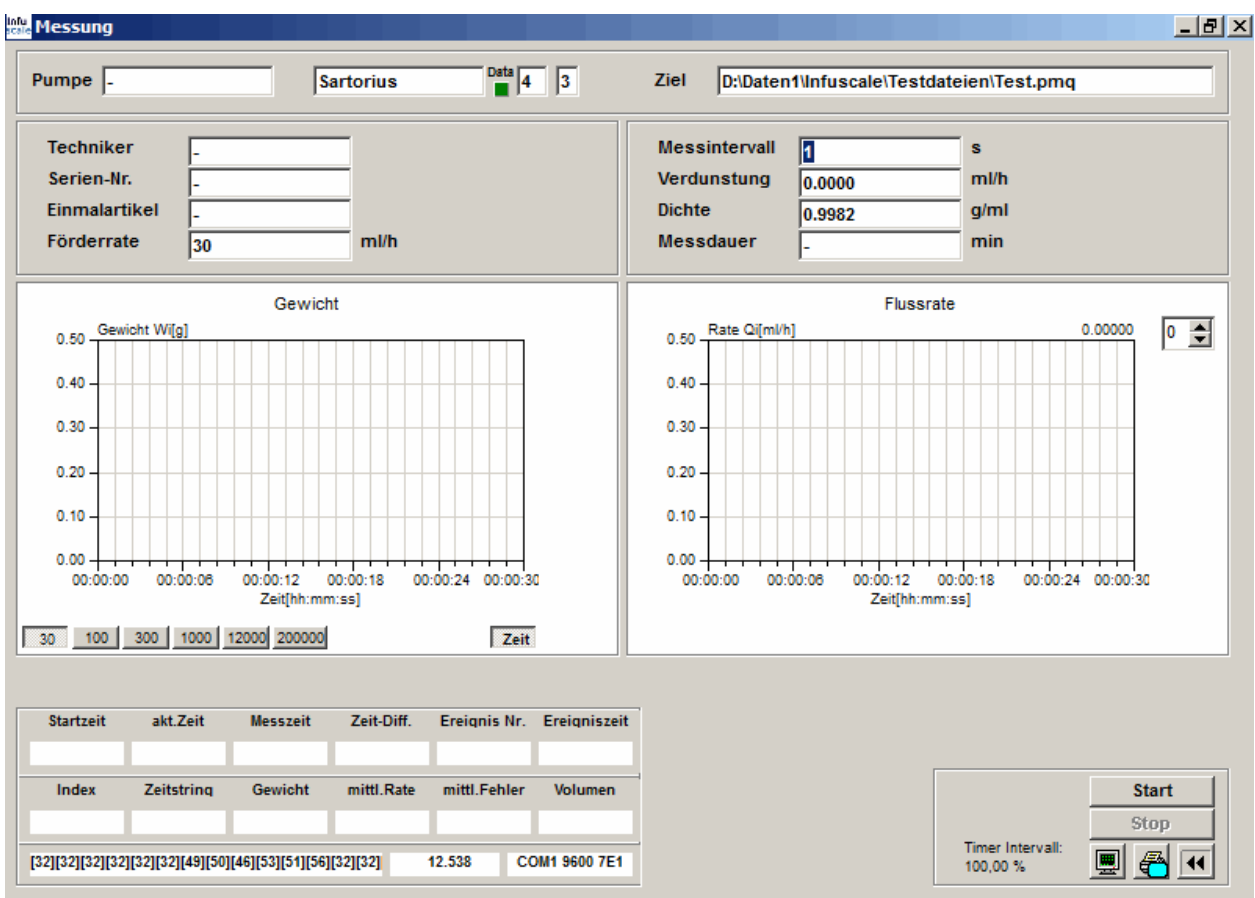 Infu scale Messung
Pumpe - Sartorius Data 4 3 Ziel D:\Daten1\Infuscale\Testdateien\Test.pmq
Techniker -
Serien-Nr. -
Einmalartikel -
Förderrate 30 ml/h
Messintervall 1 s
Verdunstung 0.0000 ml/h
Dichte 0.9982 g/ml
Messdauer - min
Gewicht
Gewicht Wi[g]
0.50
0.40
0.30
0.20
0.10
0.00
00:00:00 00:00:06 00:00:12 00:00:18 00:00:24 00:00:30
Zeit[hh:mm:ss]
30 100 300 1000 12000 200000 Zeit
Flussrate
Rate Qi[ml/h] 0.00000 0
0.50
0.40
0.30
0.20
0.10
0.00
00:00:00 00:00:06 00:00:12 00:00:18 00:00:24 00:00:30
Zeit[hh:mm:ss]
Startzeit akt.Zeit Messzeit Zeit-Diff. Ereignis Nr. Ereigniszeit
Index Zeitstring Gewicht mittl.Rate mittl.Fehler Volumen
[32][32][32][32][32][32][49][50][46][53][51][56][32][32] 12.538 COM1 9600 7E1
Start
Stop
Timer Intervall:
100,00 %